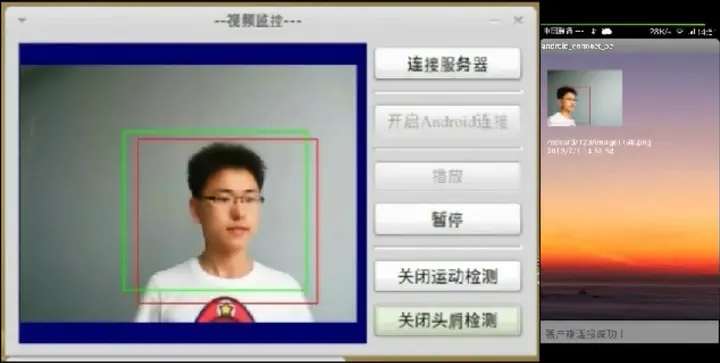 ---视频监控---
连接服务器
开启Android连接
播放
暂停
关闭运动检测
关闭头肩检测
android_connect_pc
客户端连接成功！